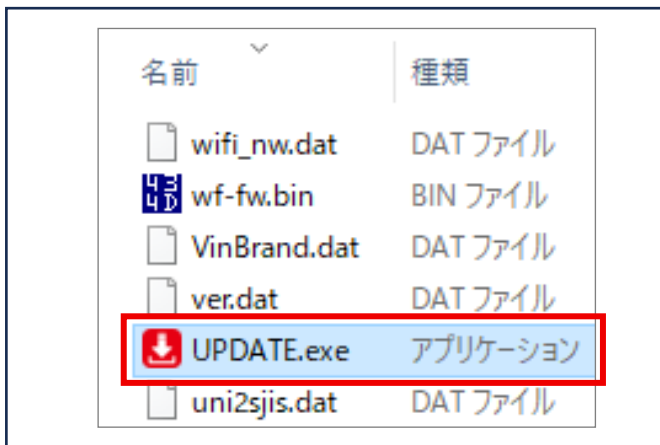 名前 種類
wifi_nw.dat DAT ファイル
wf-fw.bin BIN ファイル
VinBrand.dat DAT ファイル
ver.dat DAT ファイル
UPDATE.exe アプリケーション
uni2sjis.dat DAT ファイル